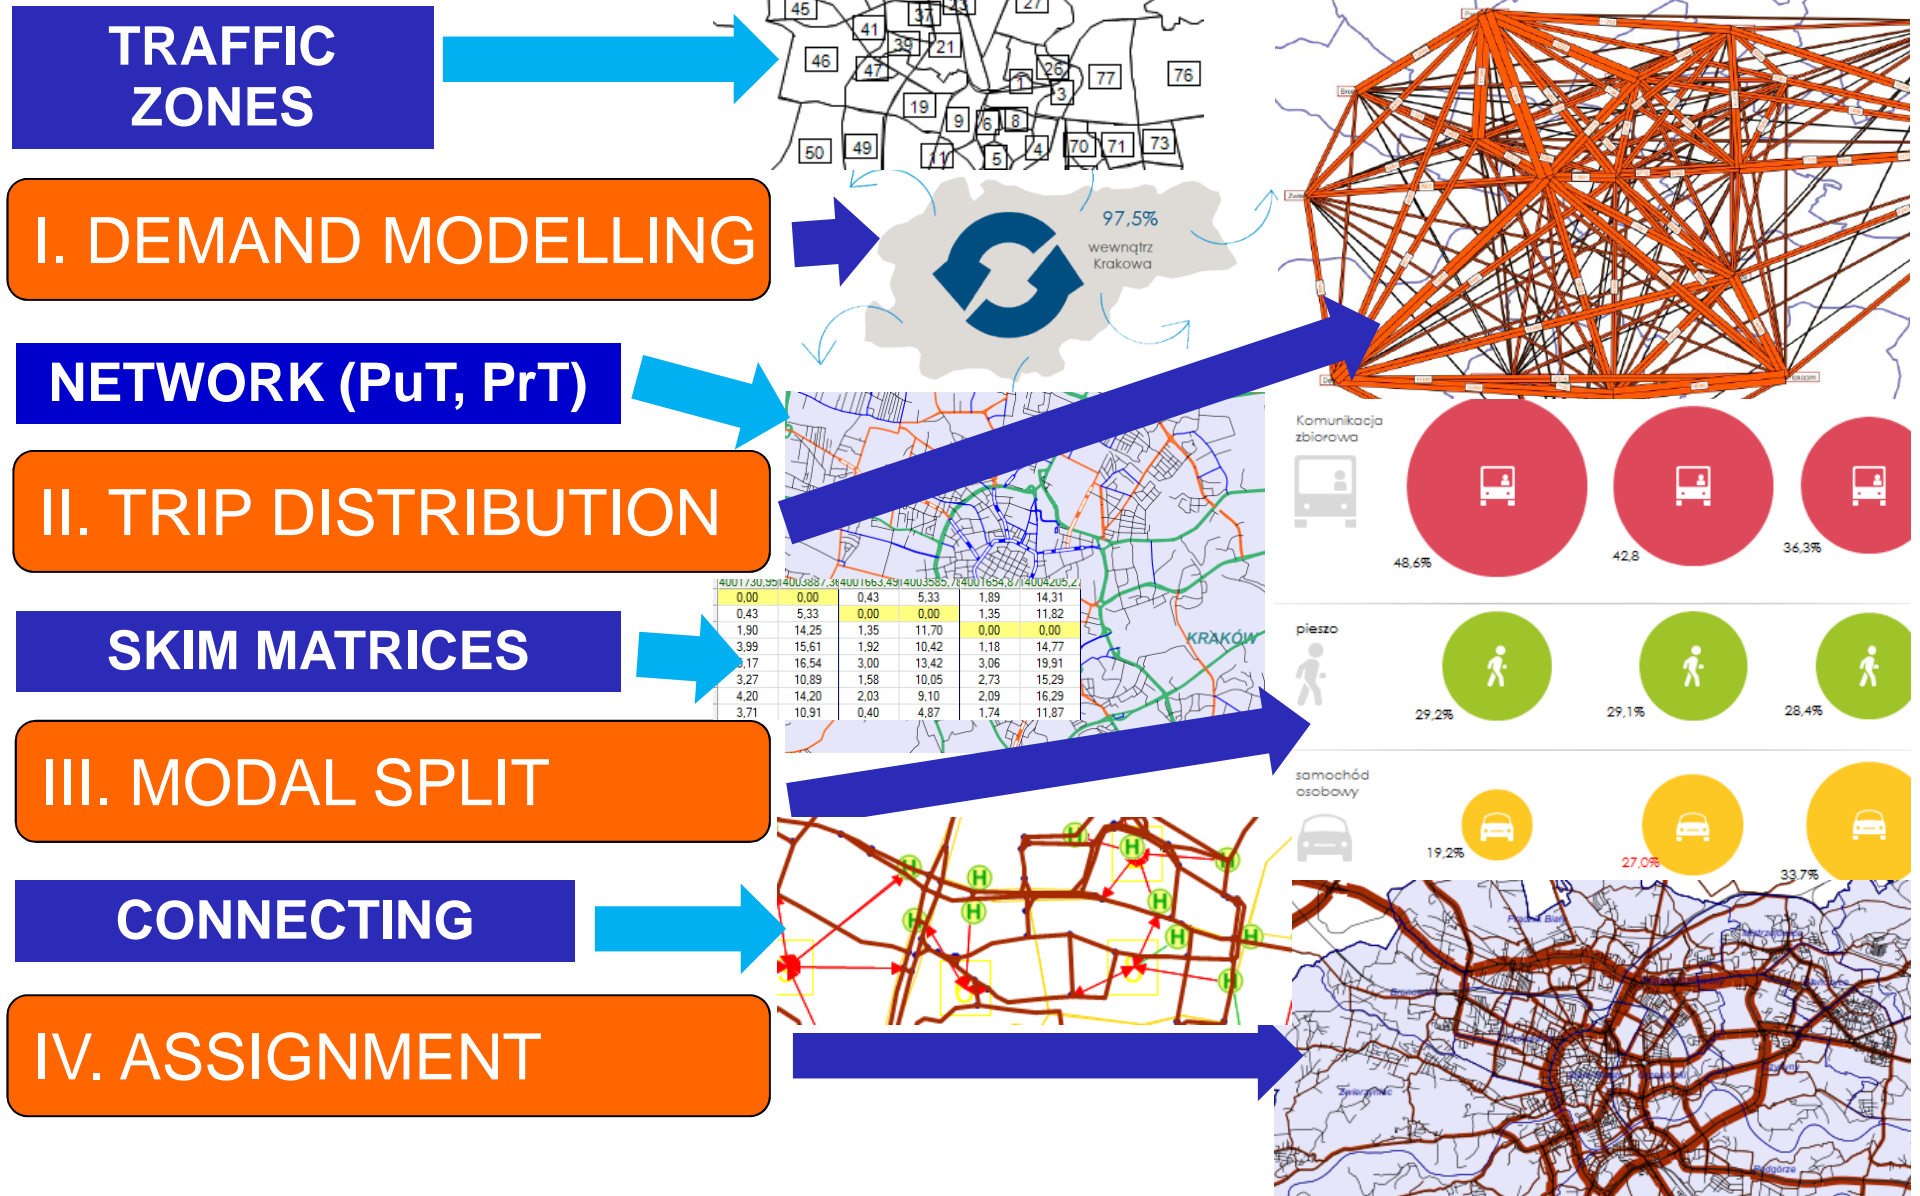 TRAFFIC
ZONES
45
37
23
27
41
39
21
46
47
26
77
76
1
3
19
9
6
8
50
49
11
5
4
70
71
73
I. DEMAND MODELLING
97,5%
wewnątrz
Krakowa
NETWORK (PuT, PrT)
II. TRIP DISTRIBUTION
KRAKÓW
SKIM MATRICES
0,00 0,00 0,43 5,33 1,89 14,31
0,43 5,33 0,00 0,00 1,35 11,82
1,90 14,25 1,35 11,70 0,00 0,00
3,99 15,61 1,92 10,42 1,18 14,77
,17 16,54 3,00 13,42 3,06 19,91
3,27 10,89 1,58 10,05 2,73 15,29
4,20 14,20 2,03 9,10 2,09 16,29
3,71 10,91 0,40 4,87 1,74 11,87
III. MODAL SPLIT
Komunikacja
zbiorowa
48,6%
42,8
36,3%
pieszo
29,2%
29,1%
28,4%
samochód
osobowy
19,2%
27,0%
33,7%
CONNECTING
H
H
H
H
H
H
H
H
H
H
H
IV. ASSIGNMENT
Zwierzyniec
Podgórze